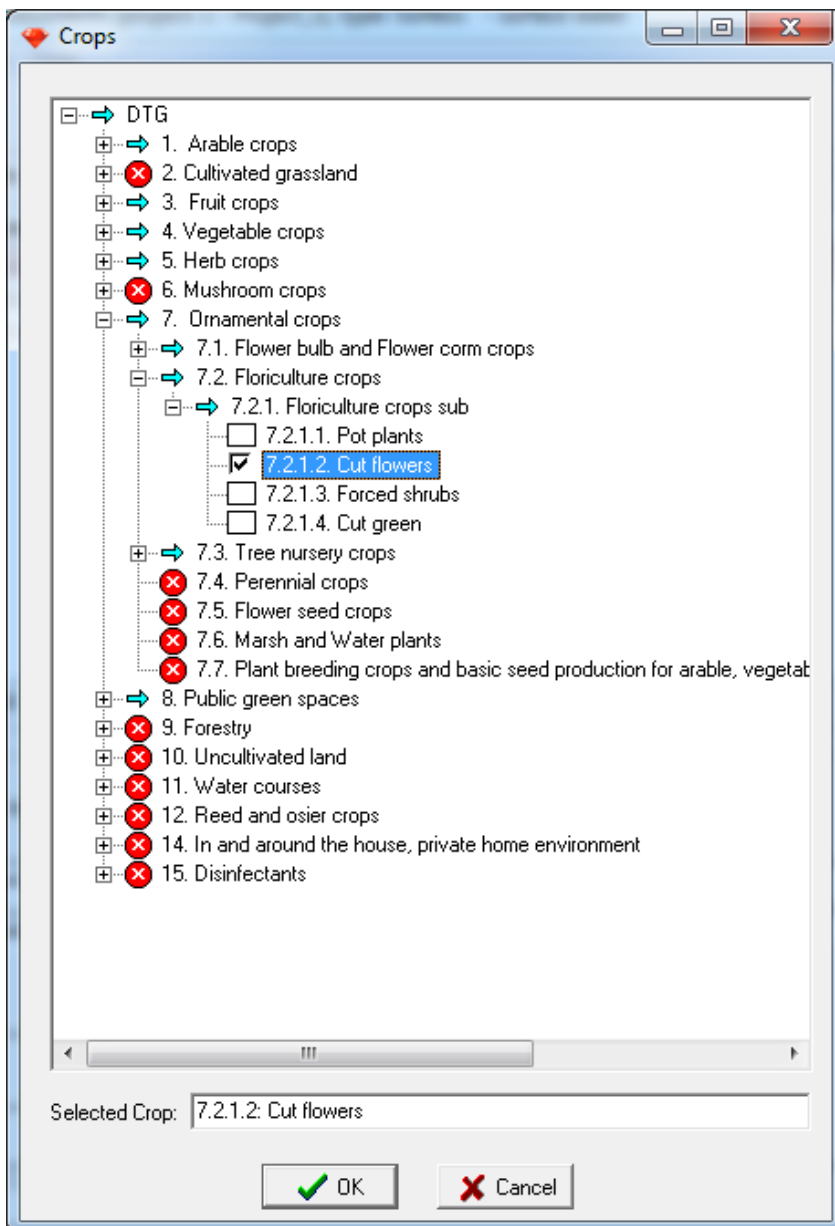 Crops
DTG
1. Arable crops
2. Cultivated grassland
3. Fruit crops
4. Vegetable crops
5. Herb crops
6. Mushroom crops
7. Ornamental crops
7.1. Flower bulb and Flower corm crops
7.2. Floriculture crops
7.2.1. Floriculture crops sub
7.2.1.1. Pot plants
7.2.1.2. Cut flowers
7.2.1.3. Forced shrubs
7.2.1.4. Cut green
7.3. Tree nursery crops
7.4. Perennial crops
7.5. Flower seed crops
7.6. Marsh and Water plants
7.7. Plant breeding crops and basic seed production for arable, vegetab
8. Public green spaces
9. Forestry
10. Uncultivated land
11. Water courses
12. Reed and osier crops
14. In and around the house, private home environment
15. Disinfectants
Selected Crop: 7.2.1.2: Cut flowers
OK Cancel